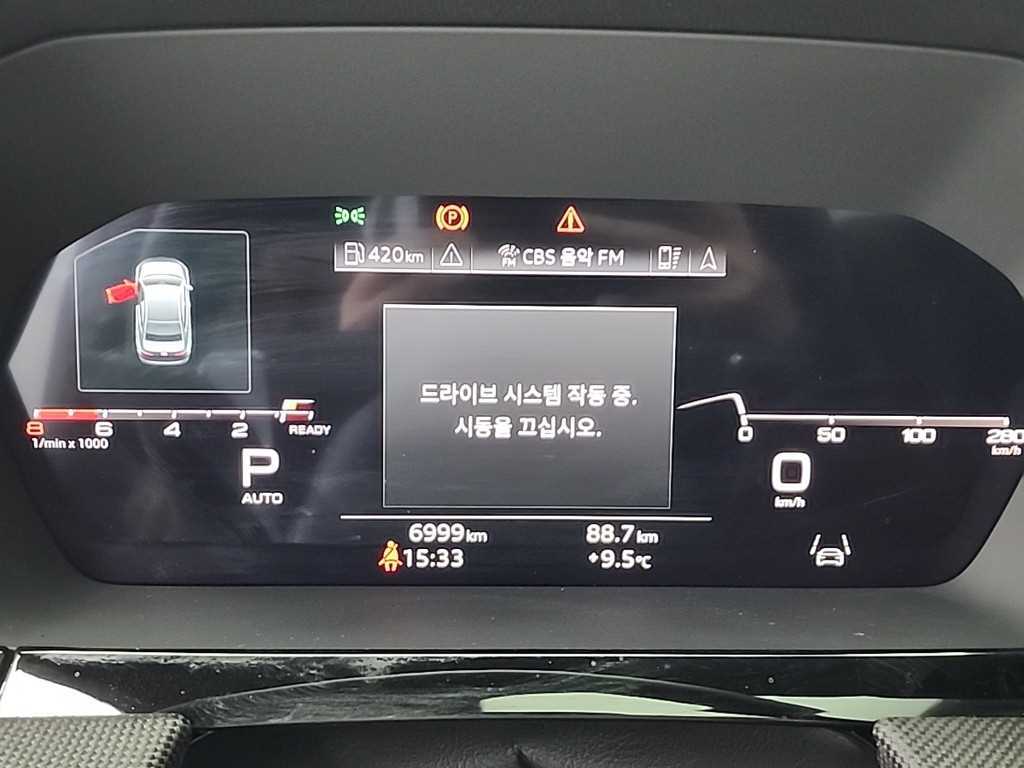 P
420km
FM CBS 음악 FM
드라이브 시스템 작동 중.
시동을 끄십시오.
8 6 4 2 READY
1/min x 1000
P
AUTO
0 50 100 280
km/h
0
km/h
6999km 88.7km
15:33 +9.5℃